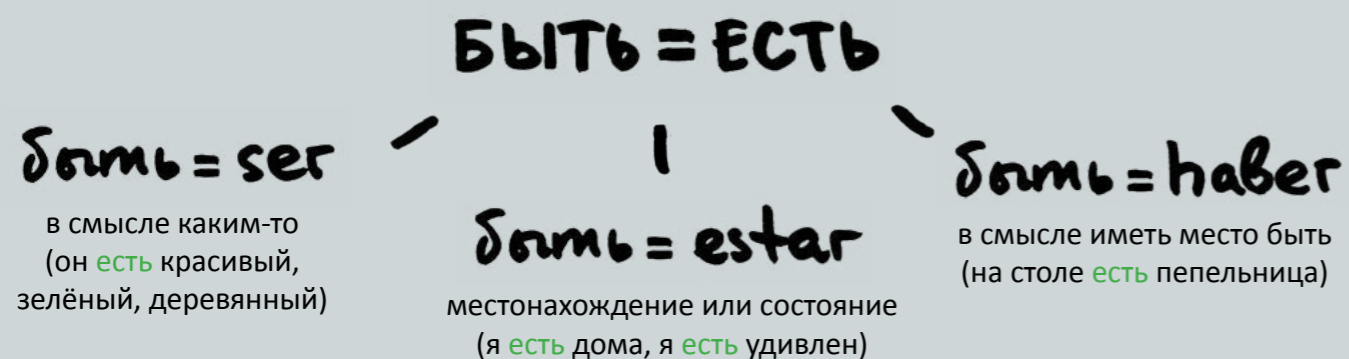 БЫТЬ = ЕСТЬ
быть = ser
в смысле каким-то
(он есть красивый,
зелёный, деревянный)
быть = estar
местонахождение или состояние
(я есть дома, я есть удивлен)
быть = haber
в смысле иметь место быть
(на столе есть пепельница)